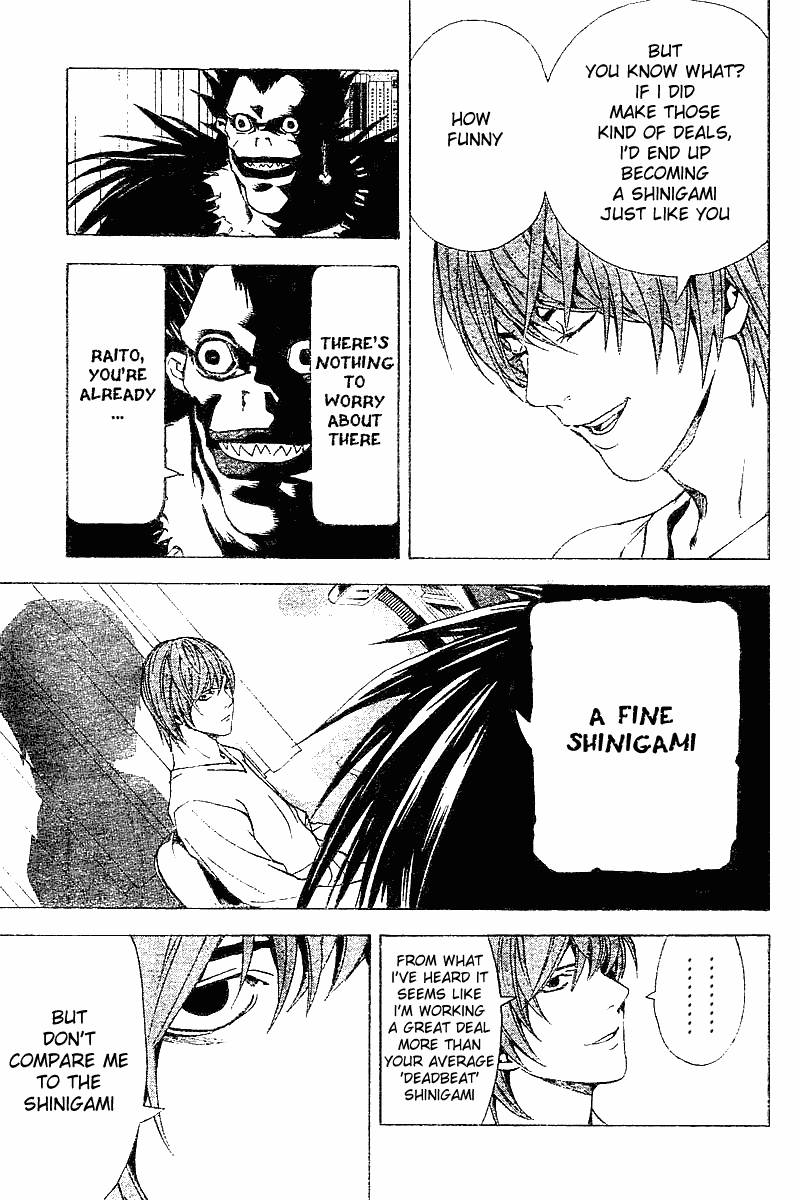 BUT
YOU KNOW WHAT?
IF I DID
MAKE THOSE
KIND OF DEALS,
I'D END UP
BECOMING
A SHINIGAMI
JUST LIKE YOU
HOW
FUNNY
THERE'S
NOTHING
TO
WORRY
ABOUT
THERE
RAITO,
YOU'RE
ALREADY
...
A FINE
SHINIGAMI
FROM WHAT
I'VE HEARD IT
SEEMS LIKE
I'M WORKING
A GREAT DEAL
MORE THAN
YOUR AVERAGE
'DEADBEAT'
SHINIGAMI
BUT
DON'T
COMPARE ME
TO THE
SHINIGAMI